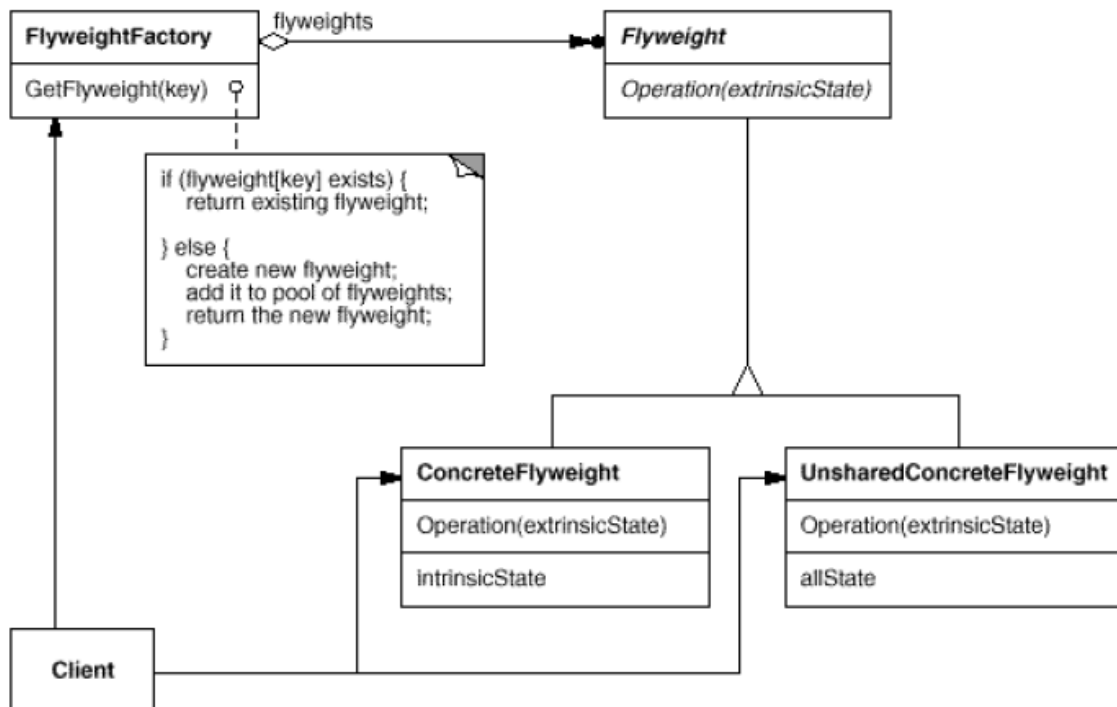 flyweights
FlyweightFactory
GetFlyweight(key)
Flyweight
Operation(extrinsicState)
if (flyweight[key] exists) {
return existing flyweight;
} else {
create new flyweight;
add it to pool of flyweights;
return the new flyweight;
}
ConcreteFlyweight
Operation(extrinsicState)
intrinsicState
UnsharedConcreteFlyweight
Operation(extrinsicState)
allState
Client